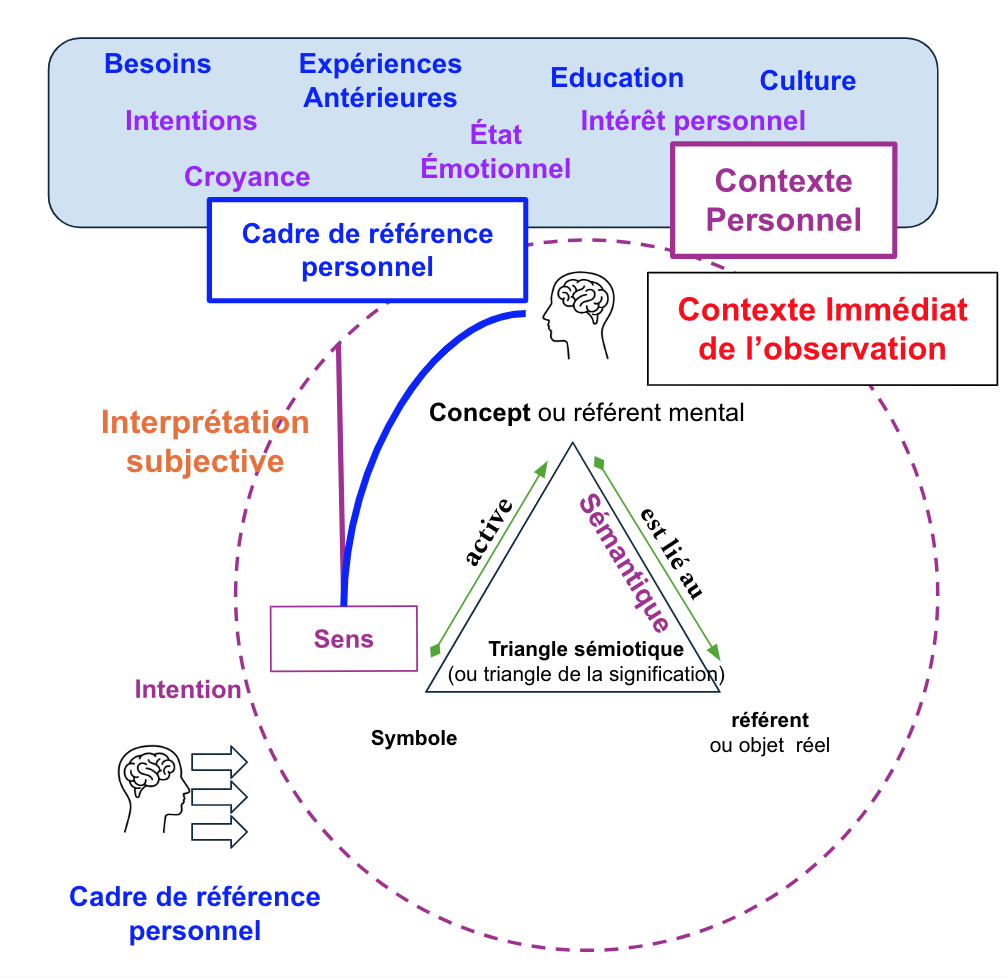 Besoins
Expériences
Antérieures
Education
Culture
Intentions
Intérêt personnel
État
Émotionnel
Croyance
Contexte
Personnel
Cadre de référence
personnel
Contexte Immédiat
de l’observation
Interprétation
subjective
Concept ou référent mental
active
Sémantique
est lié au
Sens
Triangle sémiotique
(ou triangle de la signification)
Intention
Symbole
référent
ou objet  réel
Cadre de référence
personnel